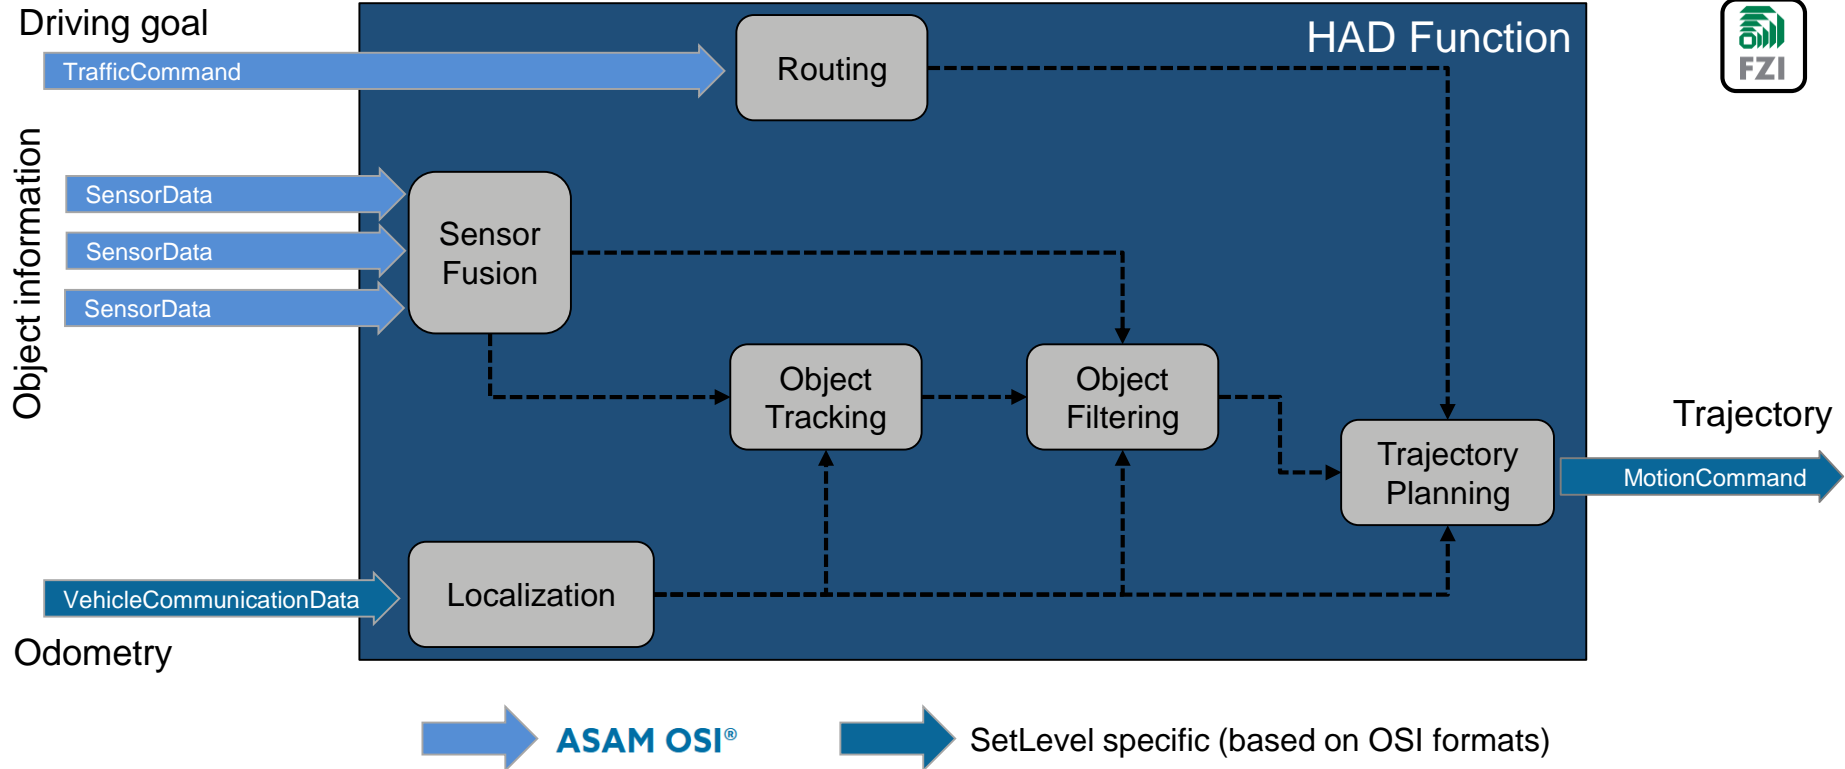 Driving goal
TrafficCommand
Routing
HAD Function
FZI
Object information
SensorData
SensorData
SensorData
Sensor
Fusion
Object
Tracking
Object
Filtering
Trajectory
Planning
Trajectory
MotionCommand
VehicleCommunicationData
Localization
Odometry
ASAM OSI®
SetLevel specific (based on OSI formats)